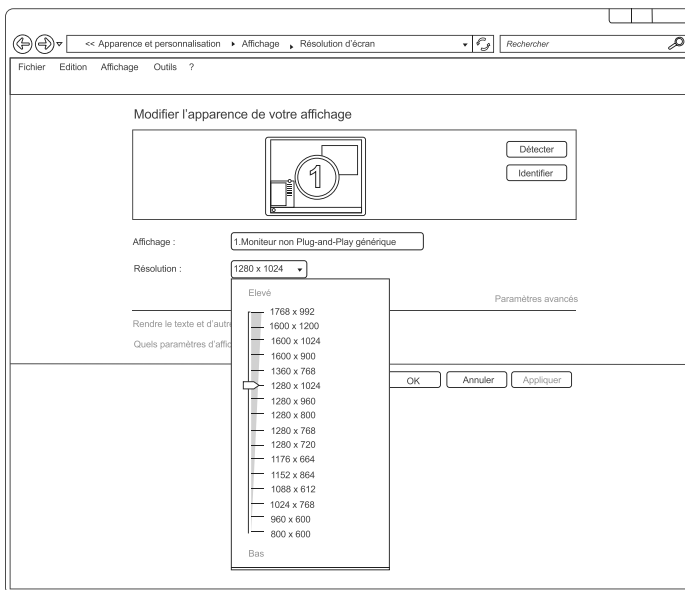 << Apparence et personnalisation Affichage Résolution d'écran Rechercher
Fichier Edition Affichage Outils ?
Modifier l'apparence de votre affichage
1
Détecter
Identifier
Affichage : 1.Moniteur non Plug-and-Play générique
Résolution : 1280 x 1024
Elevè
Paramètres avancés
1768 x 992
Rendre le texte et d'autre
1600 x 1200
1600 x 1024
Quels paramètres d'affic
1600 x 900
1360 x 768
1280 x 1024
OK Annuler Appliquer
1280 x 960
1280 x 800
1280 x 768
1280 x 720
1176 x 664
1152 x 864
1088 x 612
1024 x 768
960 x 600
800 x 600
Bas